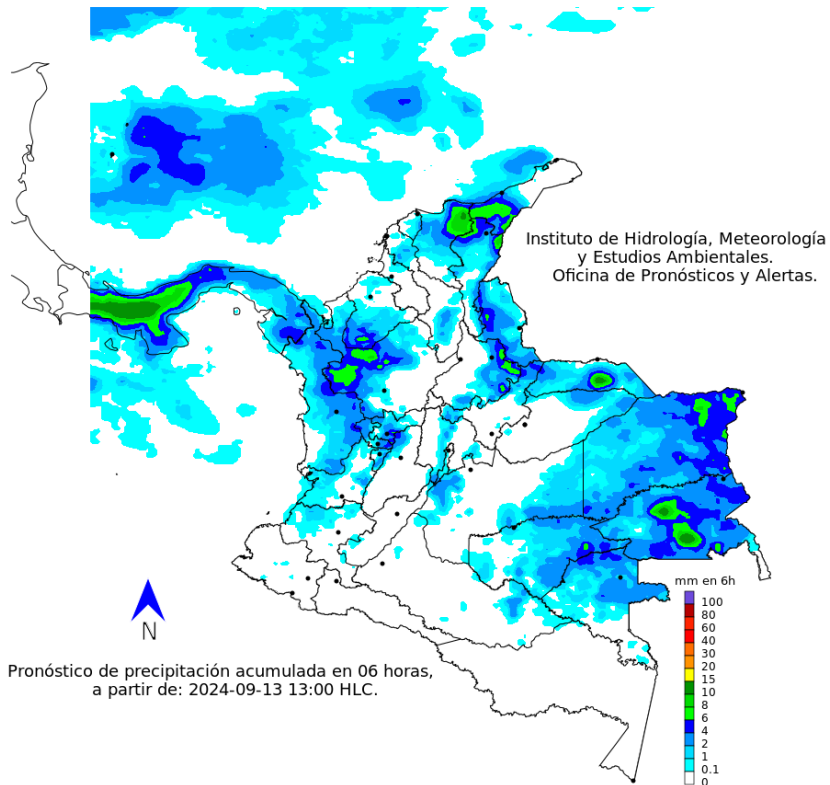 Instituto de Hidrología, Meteorología
y Estudios Ambientales.
Oficina de Pronósticos y Alertas.
N
mm en 6h
100
80
60
40
30
20
15
10
8
6
4
2
1
0.1
0
Pronóstico de precipitación acumulada en 06 horas,
a partir de: 2024-09-13 13:00 HLC.